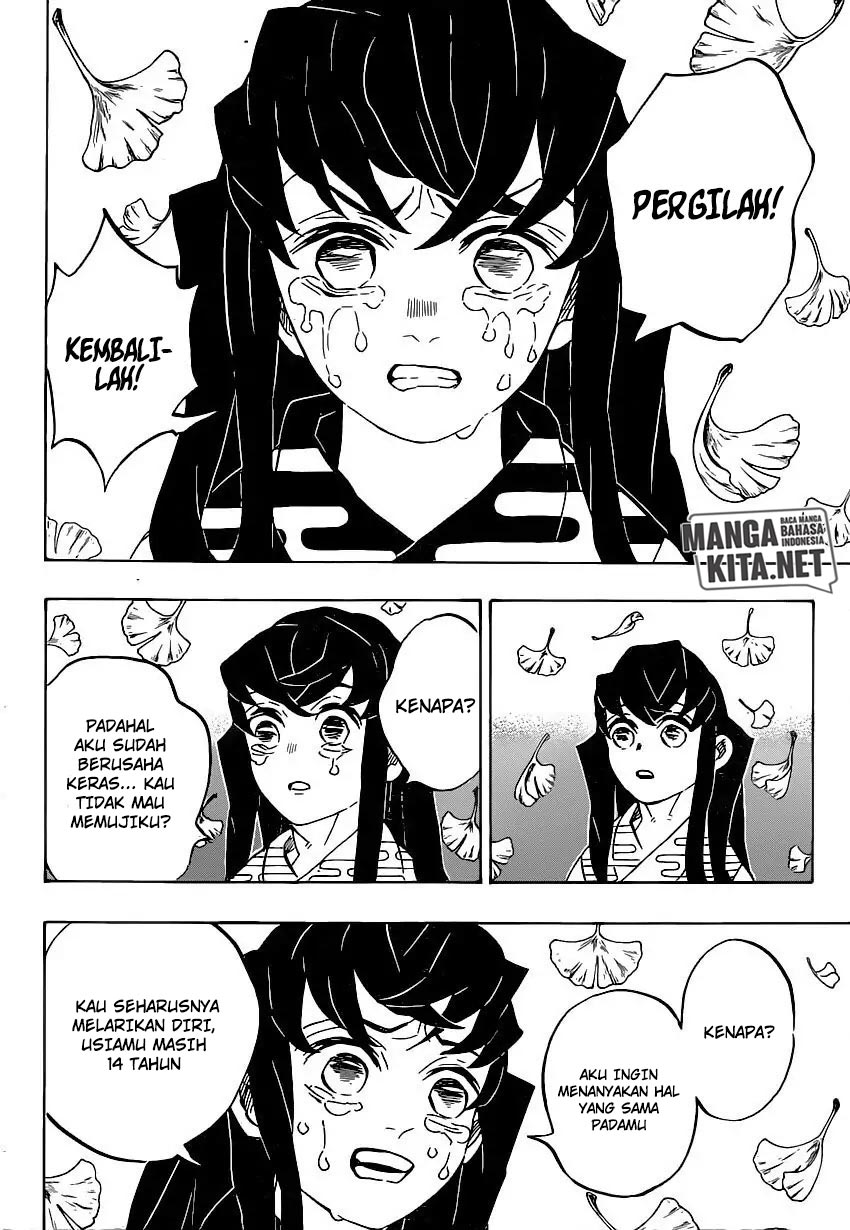 PERGILAH!
KEMBALI-
LAH!
MANGA
KITA.NET
BACA MANGA
BAHASA
INDONESIA
KENAPA?
PADAHAL
AKU SUDAH
BERUSAHA
KERAS... KAU
TIDAK MAU
MEMUJIKU?
KENAPA?
AKU INGIN
MENANYAKAN HAL
YANG SAMA
PADAMU
KAU SEHARUSNYA
MELARIKAN DIRI,
USIAMU MASIH
14 TAHUN